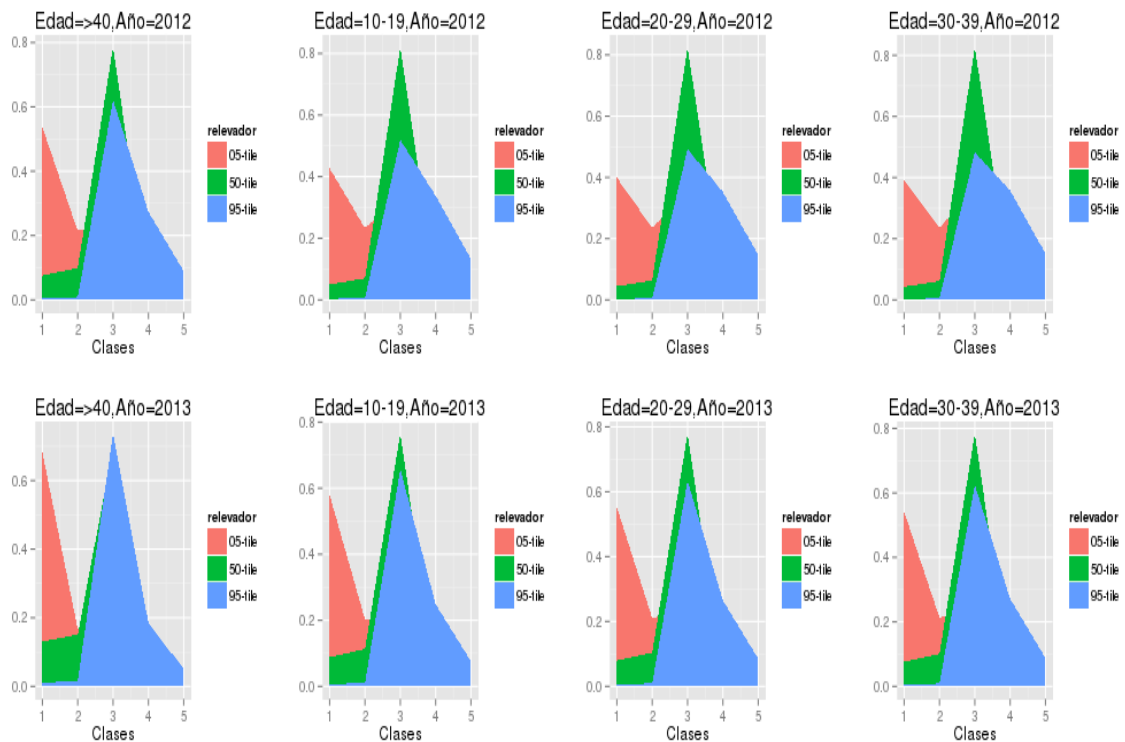 Edad=>40,Año=2012
0.8
0.6
0.4
0.2
0.0
1 2 3 4 5
Clases
relevador
05-tile
50-tile
95-tile
Edad=10-19,Año=2012
0.8
0.6
0.4
0.2
0.0
1 2 3 4 5
Clases
relevador
05-tile
50-tile
95-tile
Edad=20-29,Año=2012
0.8
0.6
0.4
0.2
0.0
1 2 3 4 5
Clases
relevador
05-tile
50-tile
95-tile
Edad=30-39,Año=2012
0.8
0.6
0.4
0.2
0.0
1 2 3 4 5
Clases
relevador
05-tile
50-tile
95-tile
Edad=>40,Año=2013
0.6
0.4
0.2
0.0
1 2 3 4 5
Clases
relevador
05-tile
50-tile
95-tile
Edad=10-19,Año=2013
0.8
0.6
0.4
0.2
0.0
1 2 3 4 5
Clases
relevador
05-tile
50-tile
95-tile
Edad=20-29,Año=2013
0.8
0.6
0.4
0.2
0.0
1 2 3 4 5
Clases
relevador
05-tile
50-tile
95-tile
Edad=30-39,Año=2013
0.8
0.6
0.4
0.2
0.0
1 2 3 4 5
Clases
relevador
05-tile
50-tile
95-tile